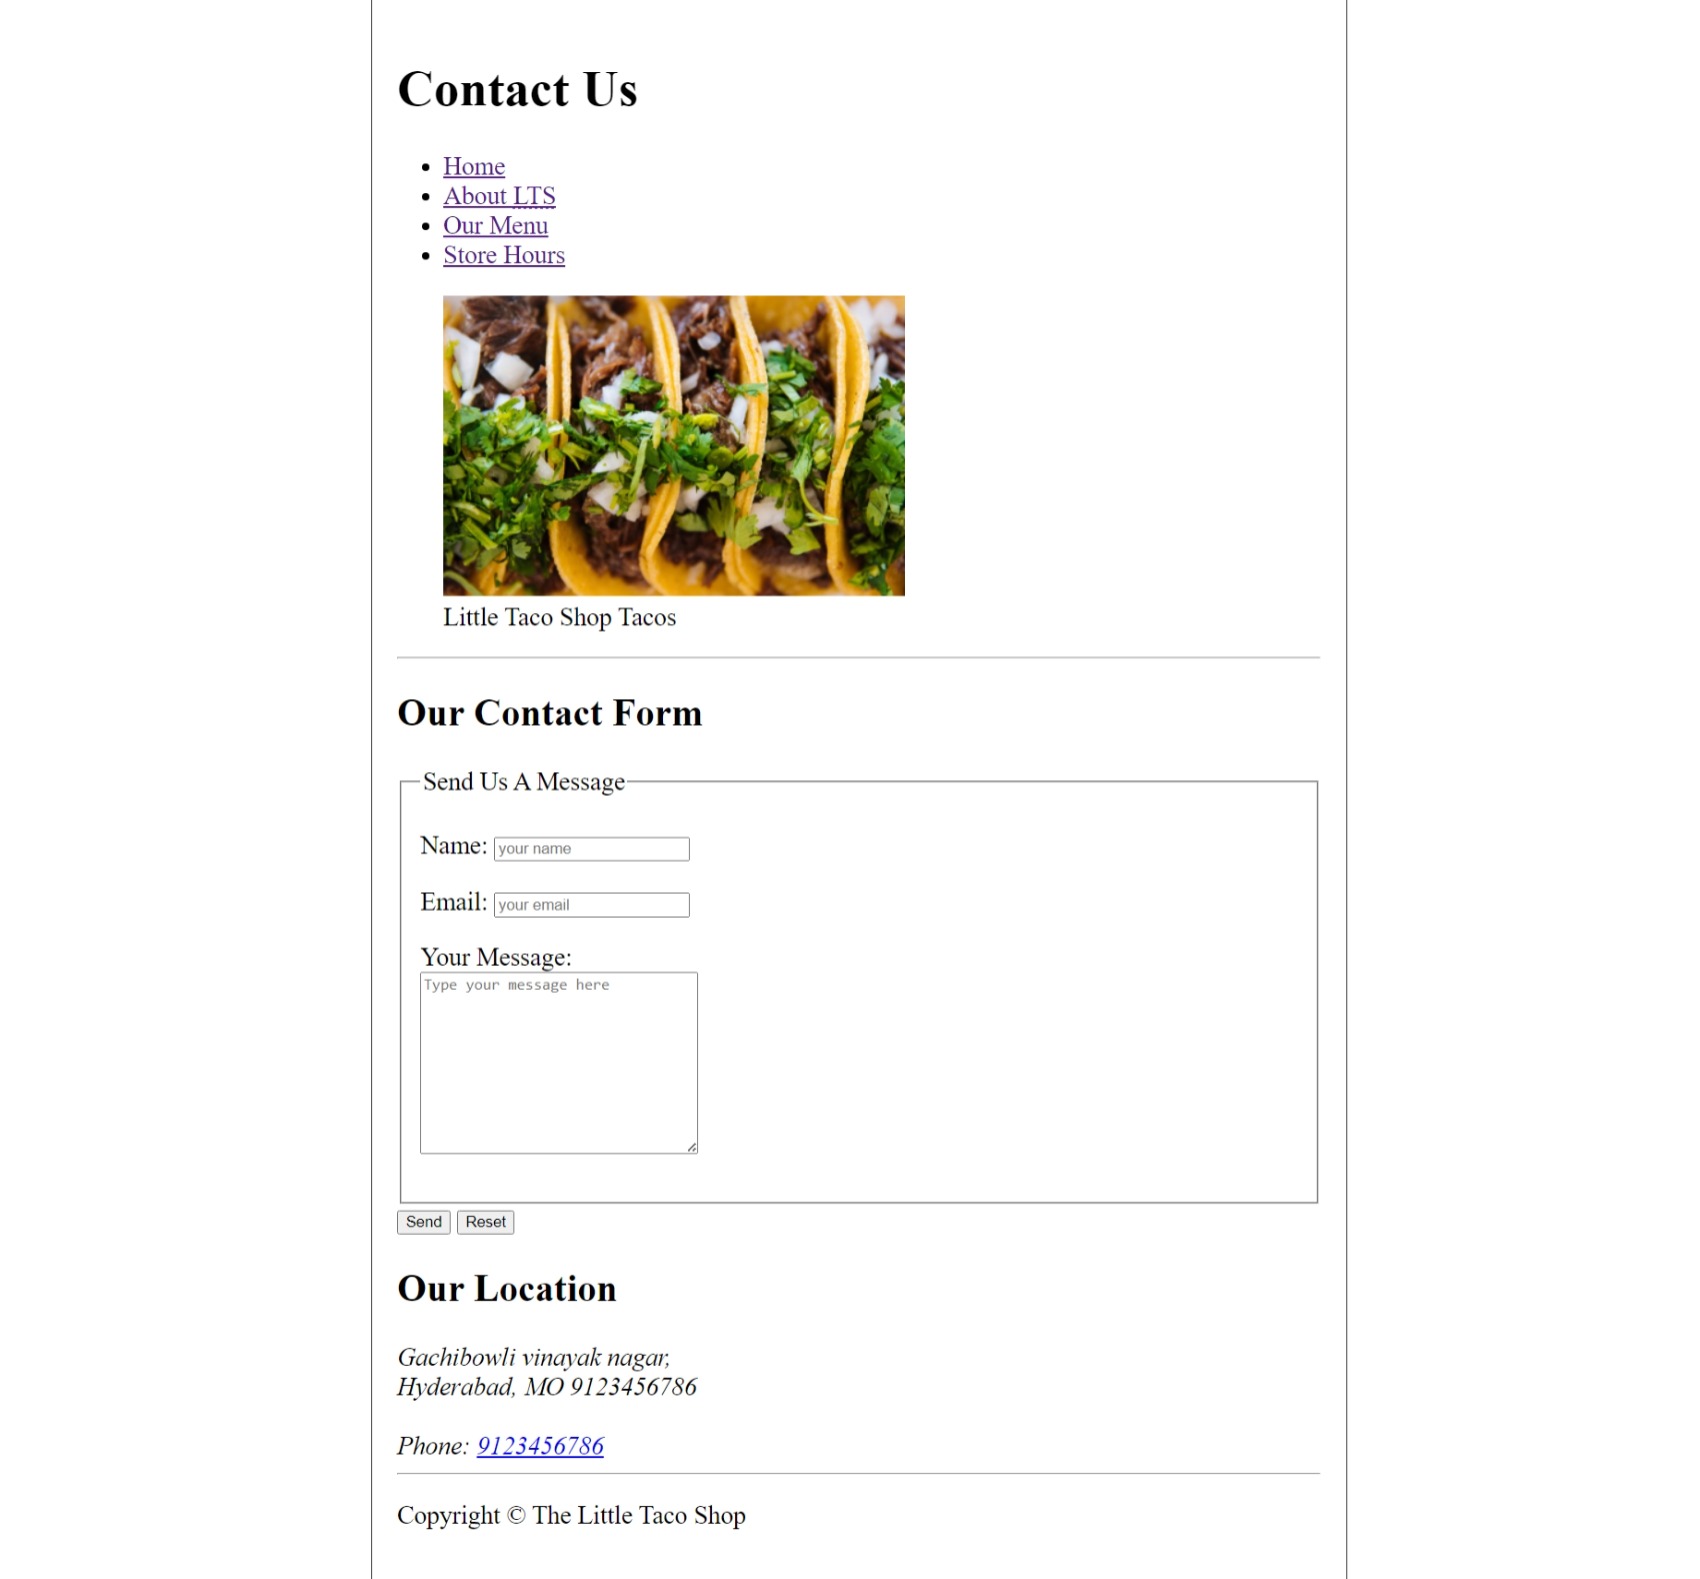 Contact Us
Home
About LTS
Our Menu
Store Hours
Little Taco Shop Tacos
Our Contact Form
Send Us A Message
Name: your name
Email: your email
Your Message:
Type your message here
Send Reset
Our Location
Gachibowli vinayak nagar,
Hyderabad, MO 9123456786
Phone: 9123456786
Copyright © The Little Taco Shop